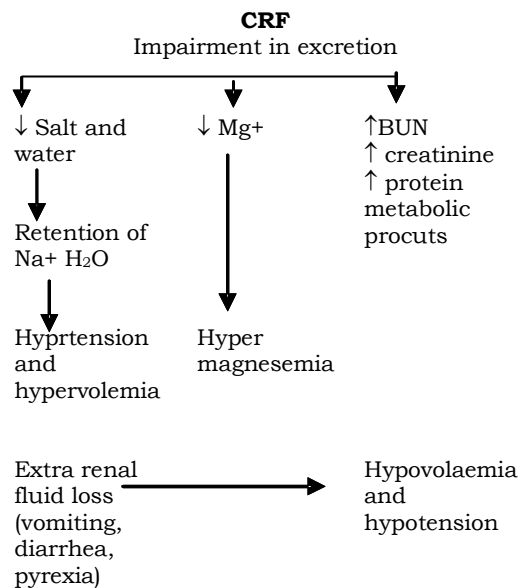 CRF
Impairment in excretion
↓ Salt and
water
Retention of
Na+ H₂O
Hyprtension
and
hypervolemia
↓ Mg+
Hyper
magnesemia
↑BUN
↑ creatinine
↑ protein
metabolic
procuts
Extra renal
fluid loss
(vomiting,
diarrhea,
pyrexia)
Hypovolaemia
and
hypotension